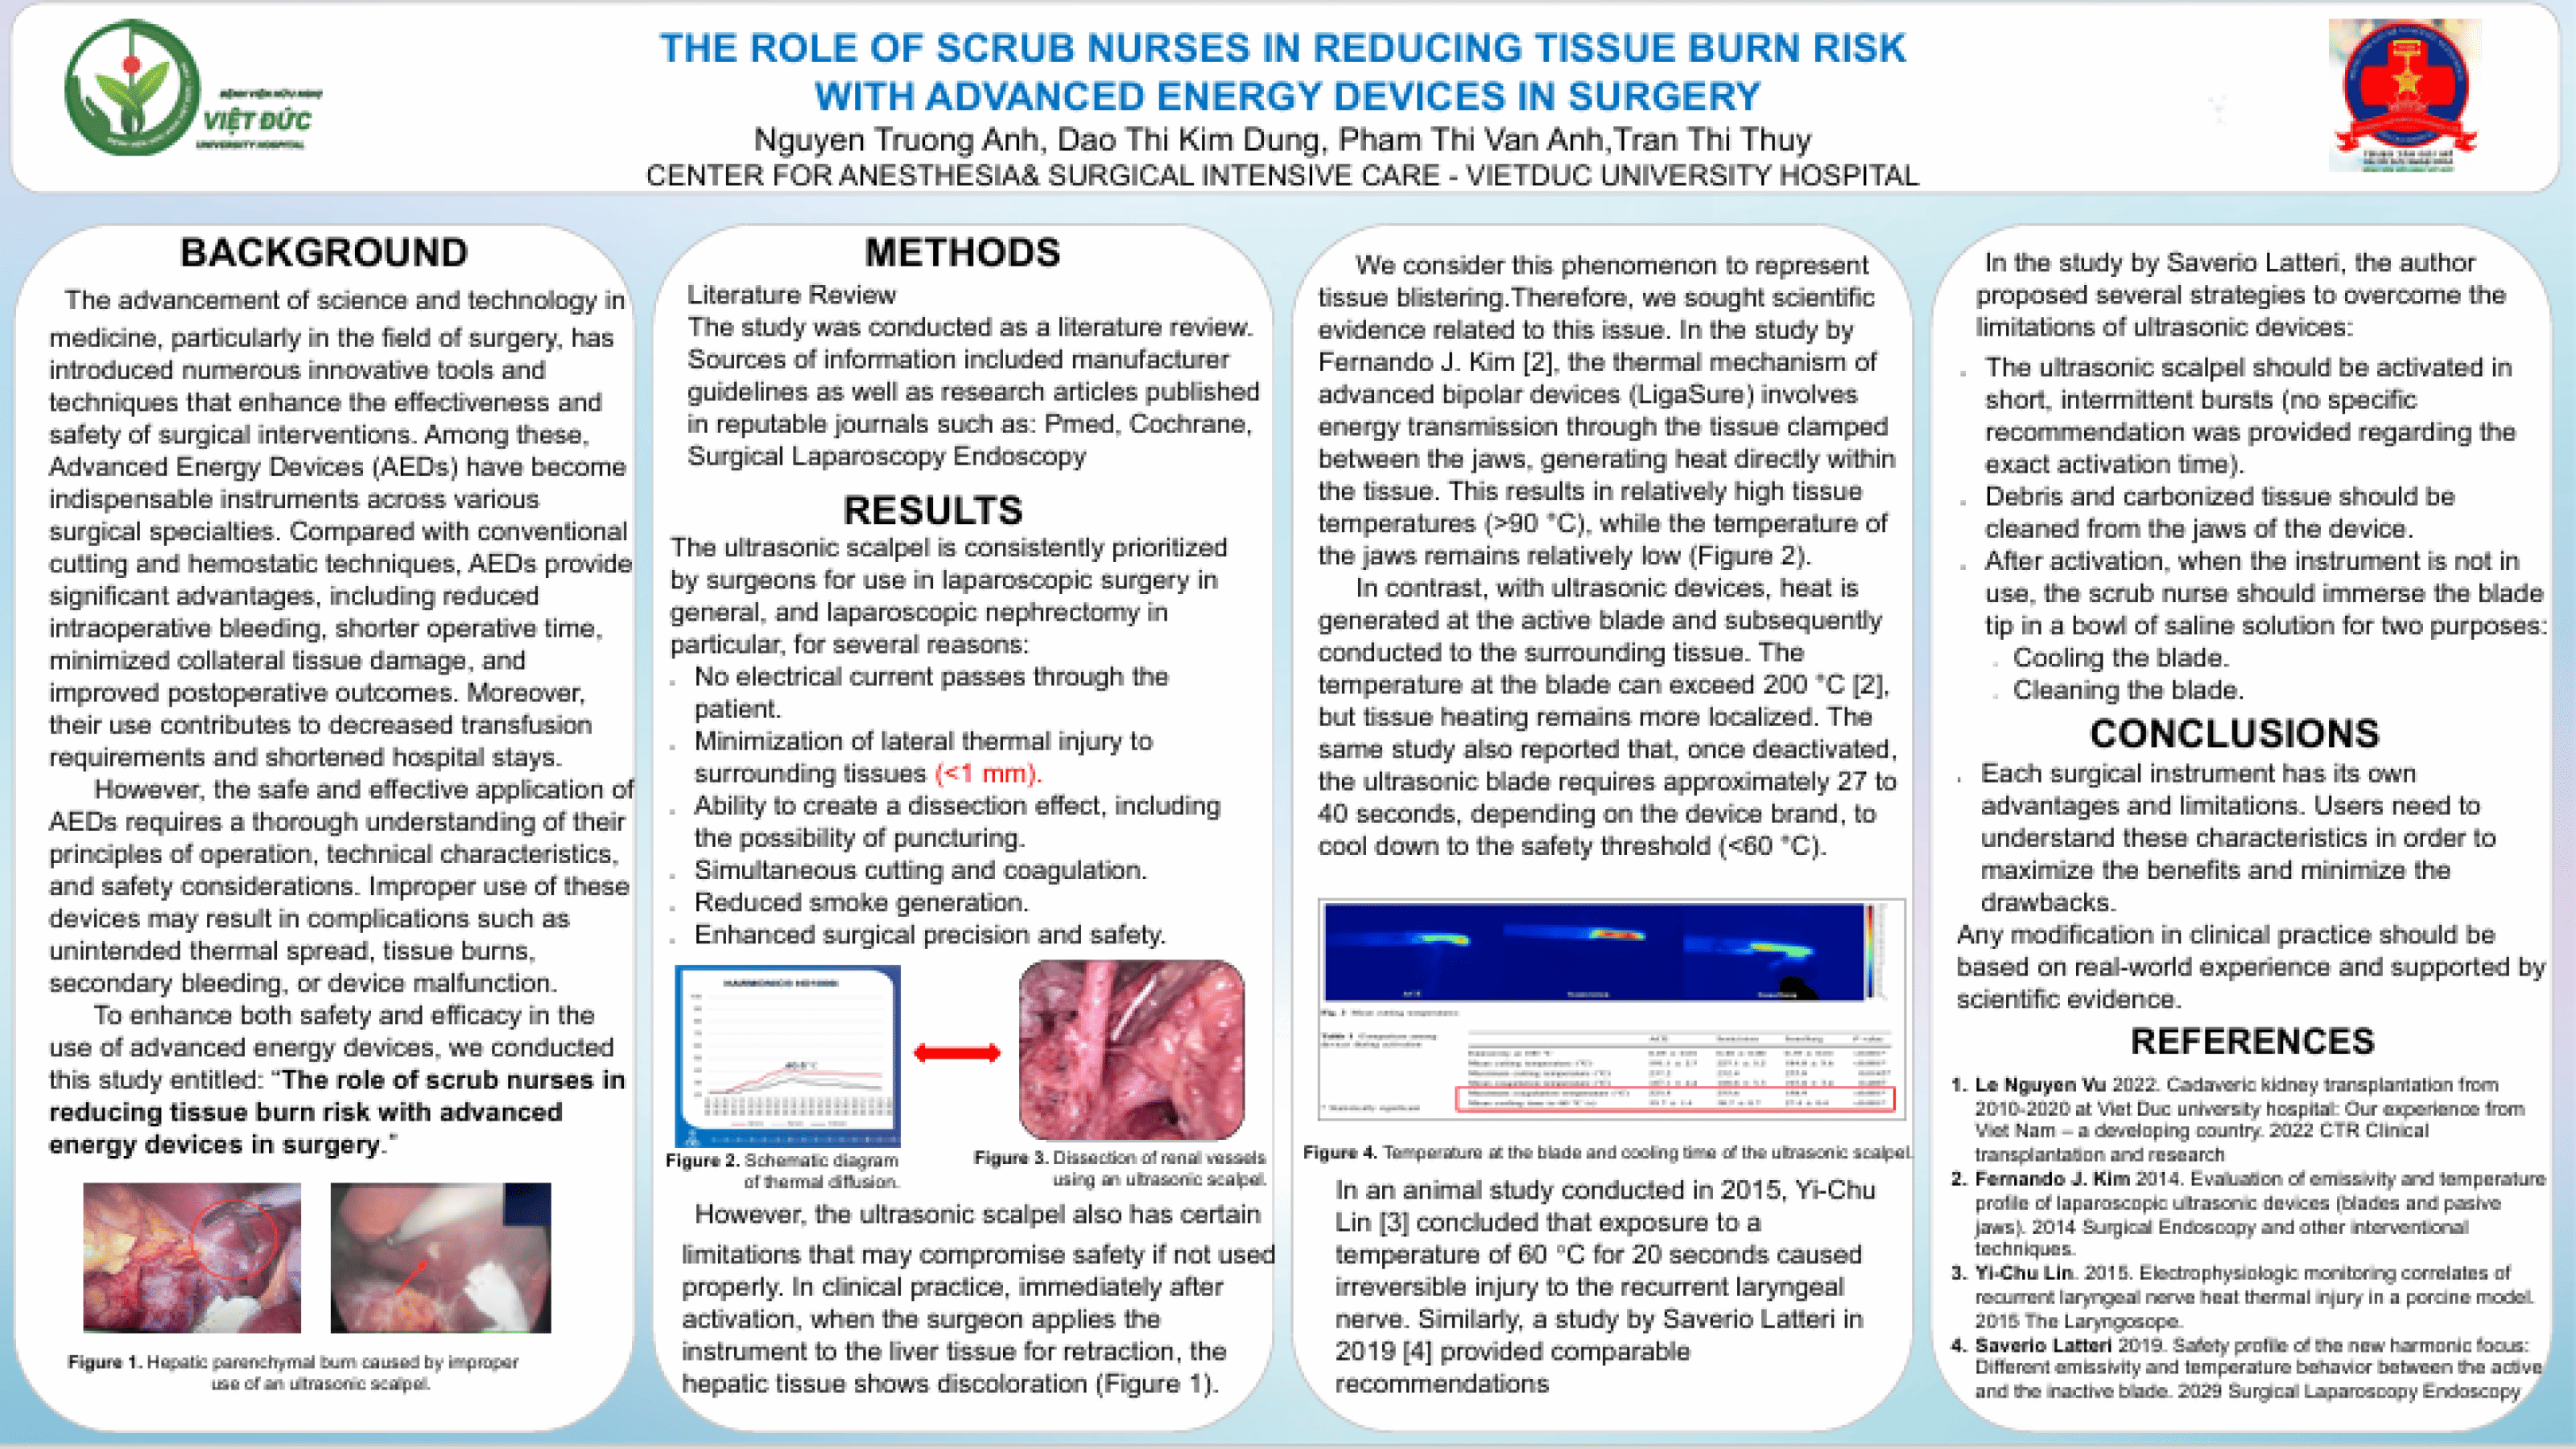 BỆNH VIỆN HỮU NGHỊ
VIỆT ĐỨC
UNIVERSITY HOSPITAL
THE ROLE OF SCRUB NURSES IN REDUCING TISSUE BURN RISK
WITH ADVANCED ENERGY DEVICES IN SURGERY
Nguyen Truong Anh, Dao Thi Kim Dung, Pham Thi Van Anh,Tran Thi Thuy
CENTER FOR ANESTHESIA& SURGICAL INTENSIVE CARE - VIETDUC UNIVERSITY HOSPITAL
BACKGROUND
The advancement of science and technology in
medicine, particularly in the field of surgery, has
introduced numerous innovative tools and
techniques that enhance the effectiveness and
safety of surgical interventions. Among these,
Advanced Energy Devices (AEDs) have become
indispensable instruments across various
surgical specialties. Compared with conventional
cutting and hemostatic techniques, AEDs provide
significant advantages, including reduced
intraoperative bleeding, shorter operative time,
minimized collateral tissue damage, and
improved postoperative outcomes. Moreover,
their use contributes to decreased transfusion
requirements and shortened hospital stays.
However, the safe and effective application of
AEDs requires a thorough understanding of their
principles of operation, technical characteristics,
and safety considerations. Improper use of these
devices may result in complications such as
unintended thermal spread, tissue burns,
secondary bleeding, or device malfunction.
To enhance both safety and efficacy in the
use of advanced energy devices, we conducted
this study entitled: “The role of scrub nurses in
reducing tissue burn risk with advanced
energy devices in surgery.”
Figure 1. Hepatic parenchymal burn caused by improper
use of an ultrasonic scalpel.
METHODS
Literature Review
The study was conducted as a literature review.
Sources of information included manufacturer
guidelines as well as research articles published
in reputable journals such as: Pmed, Cochrane,
Surgical Laparoscopy Endoscopy
RESULTS
The ultrasonic scalpel is consistently prioritized
by surgeons for use in laparoscopic surgery in
general, and laparoscopic nephrectomy in
particular, for several reasons:
. No electrical current passes through the
patient.
. Minimization of lateral thermal injury to
surrounding tissues (<1 mm).
. Ability to create a dissection effect, including
the possibility of puncturing.
. Simultaneous cutting and coagulation.
. Reduced smoke generation.
. Enhanced surgical precision and safety.
Figure 2. Schematic diagram
of thermal diffusion.
Figure 3. Dissection of renal vessels
using an ultrasonic scalpel.
However, the ultrasonic scalpel also has certain
limitations that may compromise safety if not used
properly. In clinical practice, immediately after
activation, when the surgeon applies the
instrument to the liver tissue for retraction, the
hepatic tissue shows discoloration (Figure 1).
We consider this phenomenon to represent
tissue blistering.Therefore, we sought scientific
evidence related to this issue. In the study by
Fernando J. Kim [2], the thermal mechanism of
advanced bipolar devices (LigaSure) involves
energy transmission through the tissue clamped
between the jaws, generating heat directly within
the tissue. This results in relatively high tissue
temperatures (>90 °C), while the temperature of
the jaws remains relatively low (Figure 2).
In contrast, with ultrasonic devices, heat is
generated at the active blade and subsequently
conducted to the surrounding tissue. The
temperature at the blade can exceed 200 °C [2],
but tissue heating remains more localized. The
same study also reported that, once deactivated,
the ultrasonic blade requires approximately 27 to
40 seconds, depending on the device brand, to
cool down to the safety threshold (<60 °C).
Figure 4. Temperature at the blade and cooling time of the ultrasonic scalpel.
In an animal study conducted in 2015, Yi-Chu
Lin [3] concluded that exposure to a
temperature of 60 °C for 20 seconds caused
irreversible injury to the recurrent laryngeal
nerve. Similarly, a study by Saverio Latteri in
2019 [4] provided comparable
recommendations
In the study by Saverio Latteri, the author
proposed several strategies to overcome the
limitations of ultrasonic devices:
. The ultrasonic scalpel should be activated in
short, intermittent bursts (no specific
recommendation was provided regarding the
exact activation time).
. Debris and carbonized tissue should be
cleaned from the jaws of the device.
. After activation, when the instrument is not in
use, the scrub nurse should immerse the blade
tip in a bowl of saline solution for two purposes:
. Cooling the blade.
. Cleaning the blade.
CONCLUSIONS
. Each surgical instrument has its own
advantages and limitations. Users need to
understand these characteristics in order to
maximize the benefits and minimize the
drawbacks.
Any modification in clinical practice should be
based on real-world experience and supported by
scientific evidence.
REFERENCES
1. Le Nguyen Vu 2022. Cadaveric kidney transplantation from
2010-2020 at Viet Duc university hospital: Our experience from
Viet Nam – a developing country. 2022 CTR Clinical
transplantation and research
2. Fernando J. Kim 2014. Evaluation of emissivity and temperature
profile of laparoscopic ultrasonic devices (blades and pasive
jaws). 2014 Surgical Endoscopy and other interventional
techniques.
3. Yi-Chu Lin. 2015. Electrophysiologic monitoring correlates of
recurrent laryngeal nerve heat thermal injury in a porcine model.
2015 The Laryngosope.
4. Saverio Latteri 2019. Safety profile of the new harmonic focus:
Different emissivity and temperature behavior between the active
and the inactive blade. 2029 Surgical Laparoscopy Endoscopy